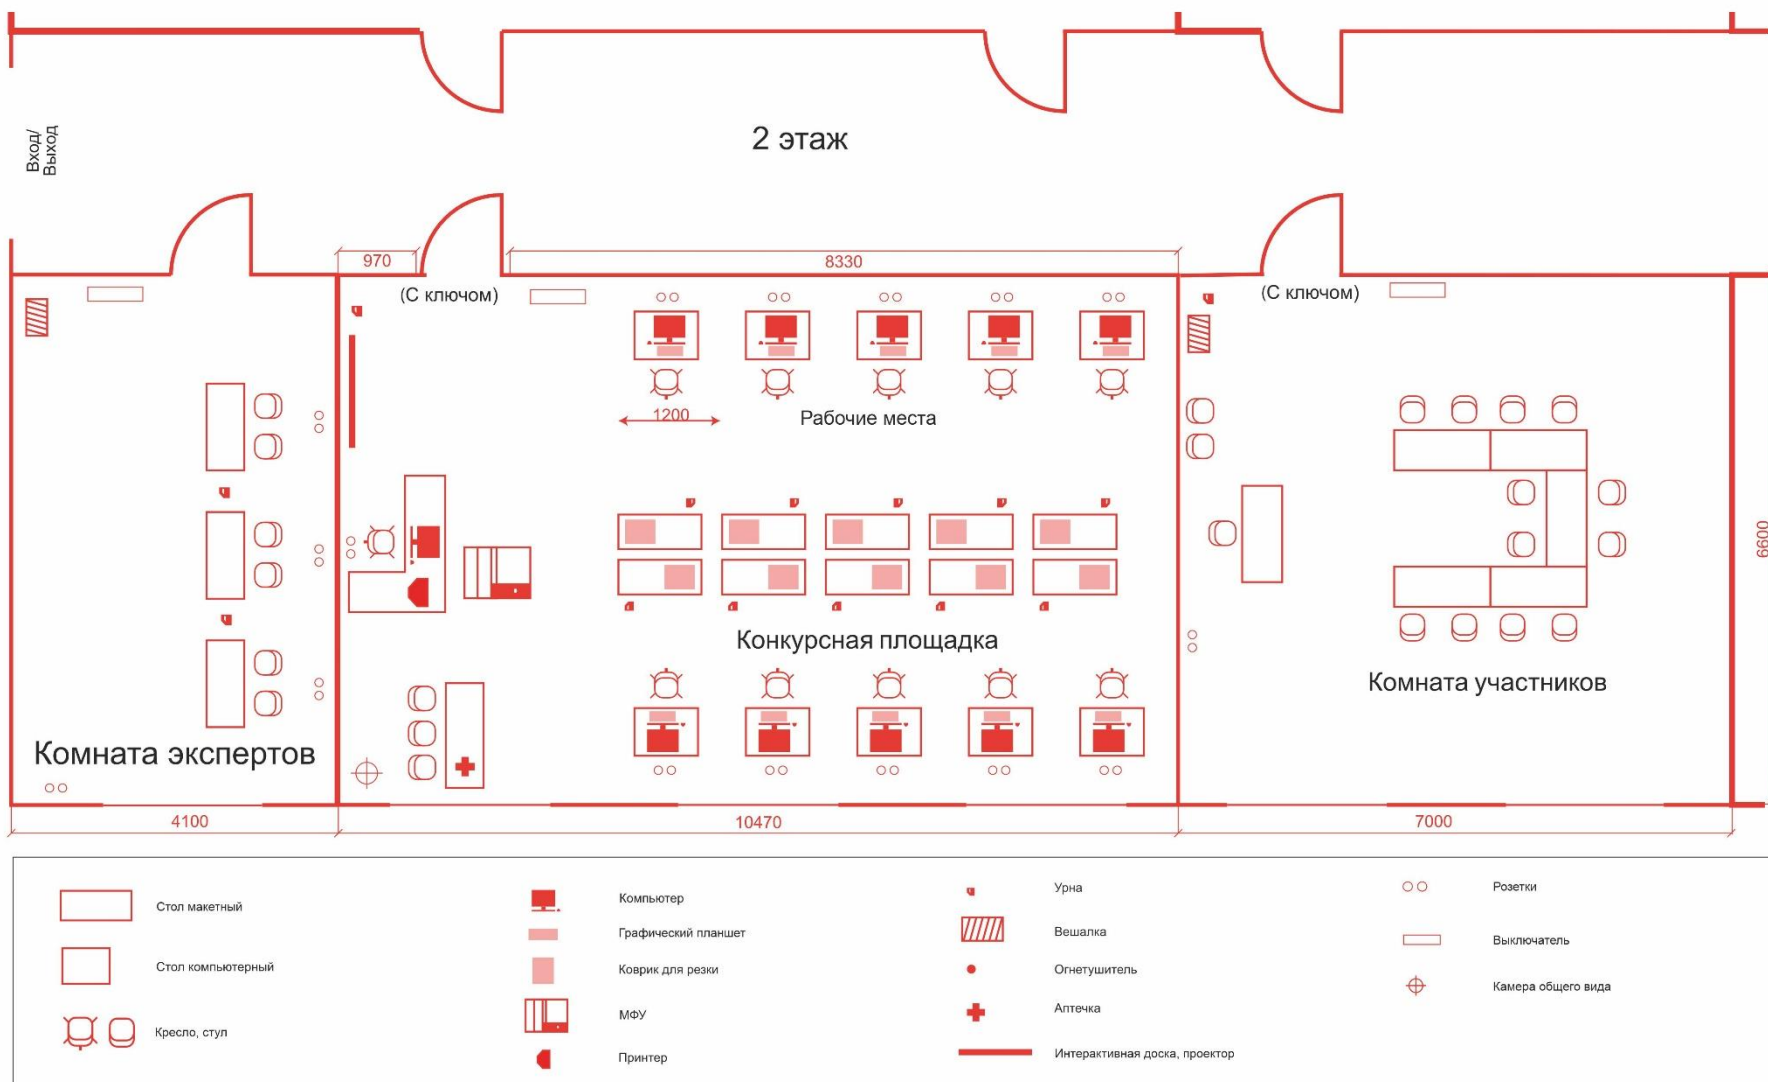 Вход/
Выход
2 этаж
970
8330
(С ключом)
(С ключом)
1200
Рабочие места
6600
Конкурсная площадка
Комната участников
Комната экспертов
4100
10470
7000
Стол макетный
Стол компьютерный
Кресло, стул
Компьютер
Графический планшет
Коврик для резки
МФУ
Принтер
Урна
Вешалка
Огнетушитель
Аптечка
Интерактивная доска, проектор
Розетки
Выключатель
Камера общего вида